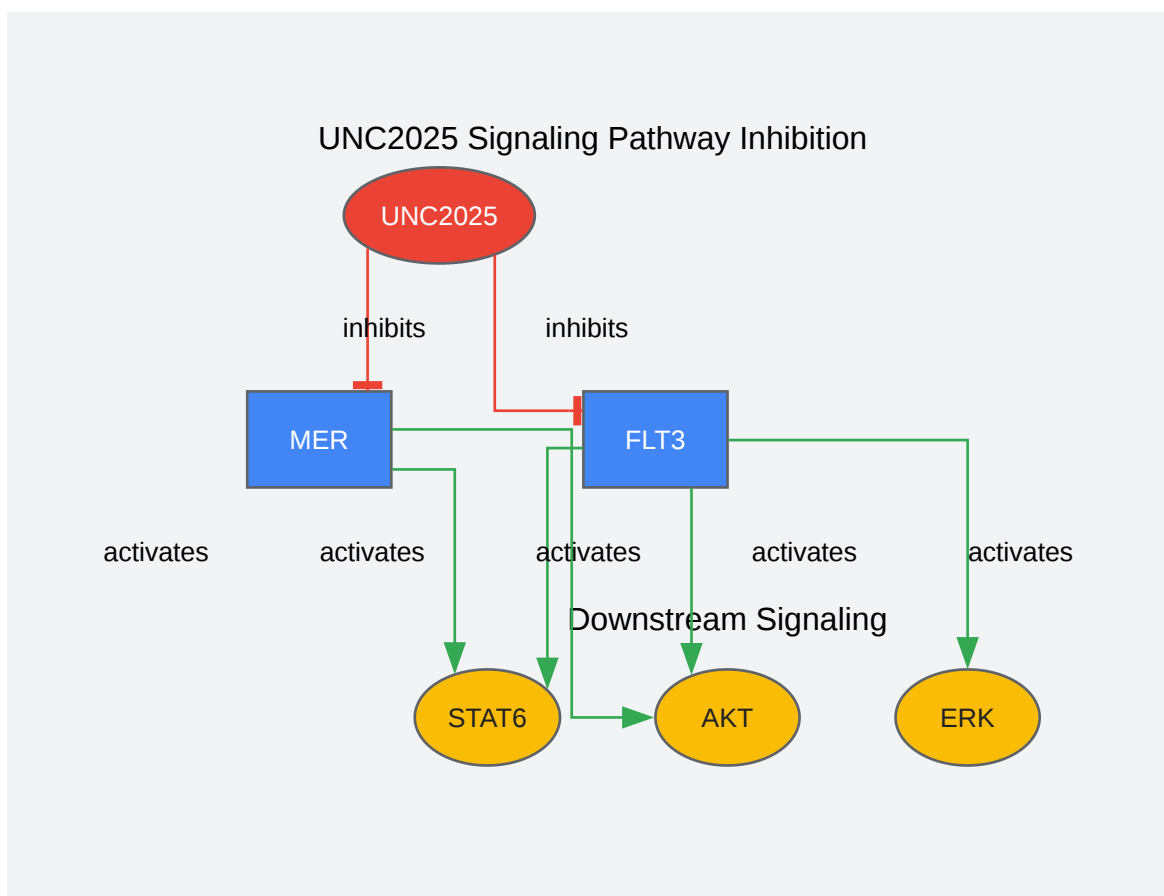 UNC2025 Signaling Pathway Inhibition
UNC2025
inhibits
inhibits
MER
FLT3
activates
activates
activates
activates
activates
Downstream Signaling
STAT6
AKT
ERK